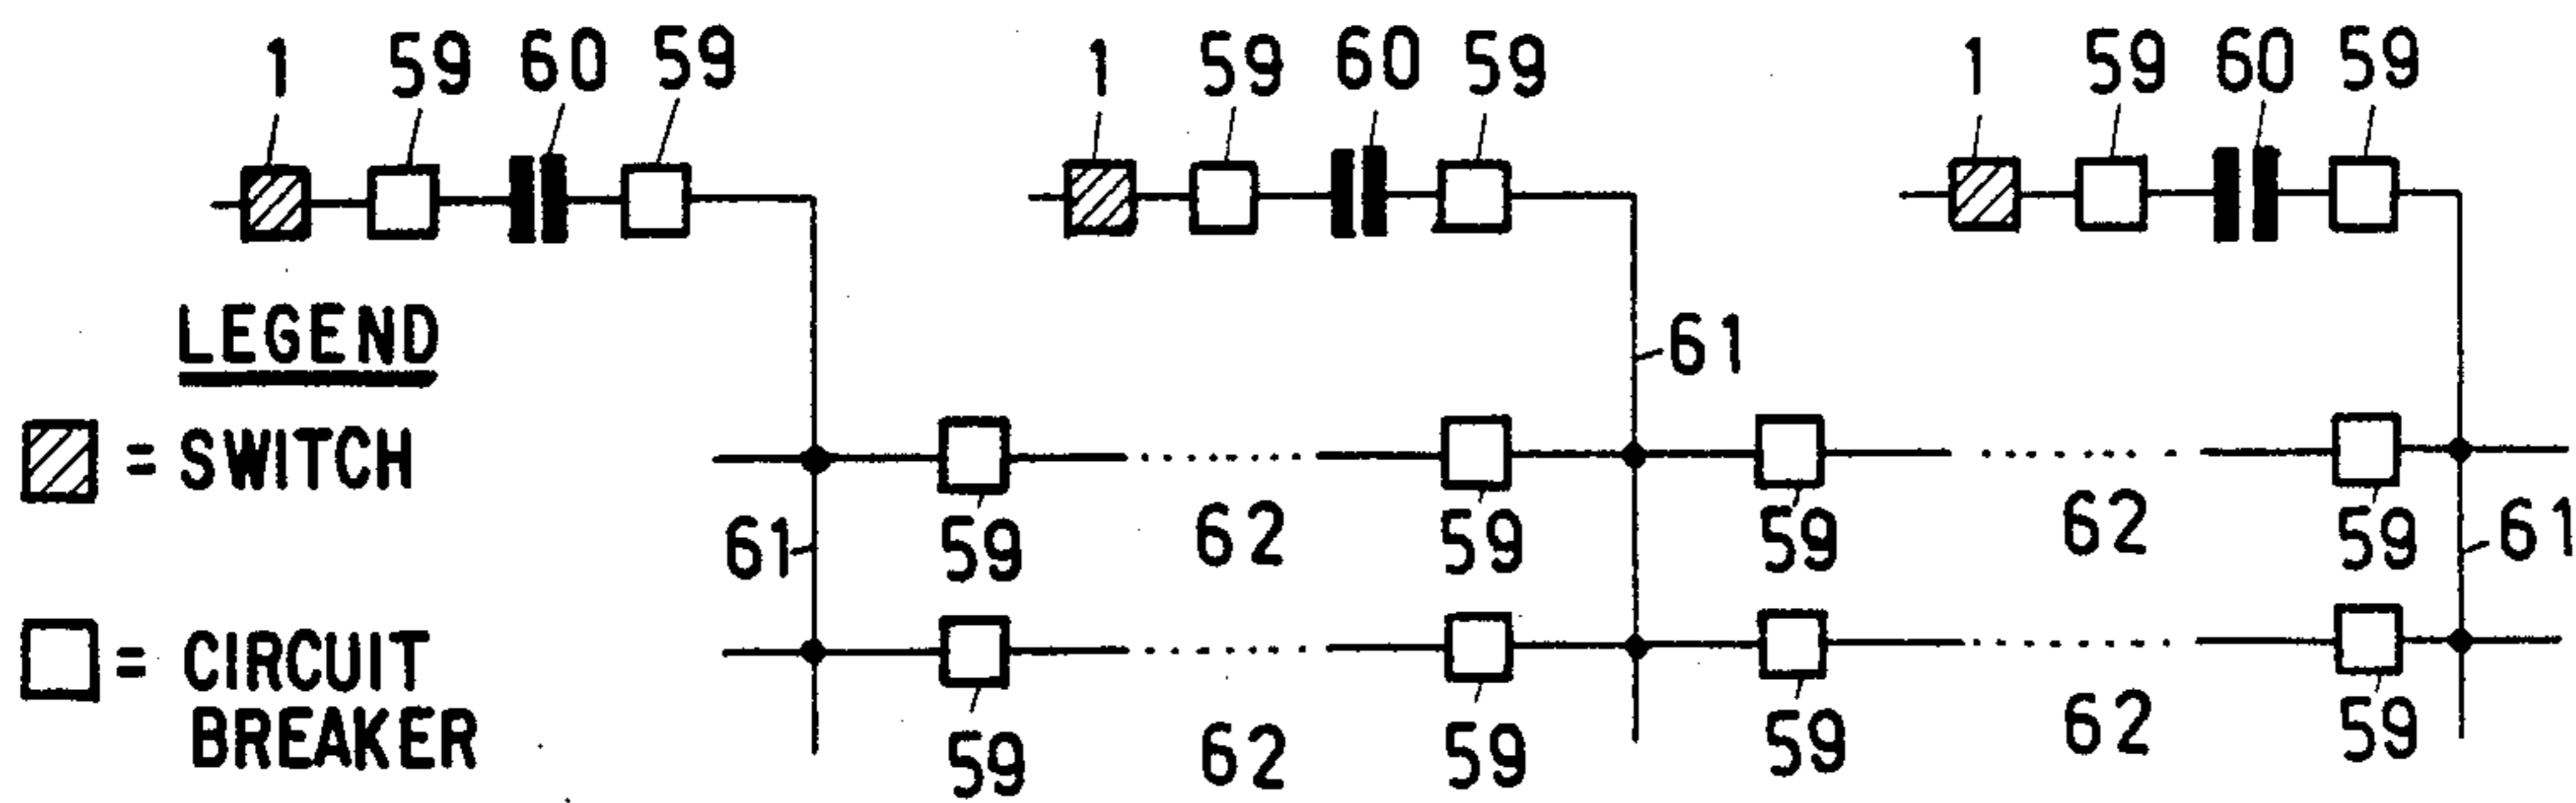 1 59 60 59 1 59 60 59 1 59 60 59
LEGEND
61
= SWITCH
61 59 62 59 59 62 59 61
= CIRCUIT
BREAKER
59 62 59 59 62 59